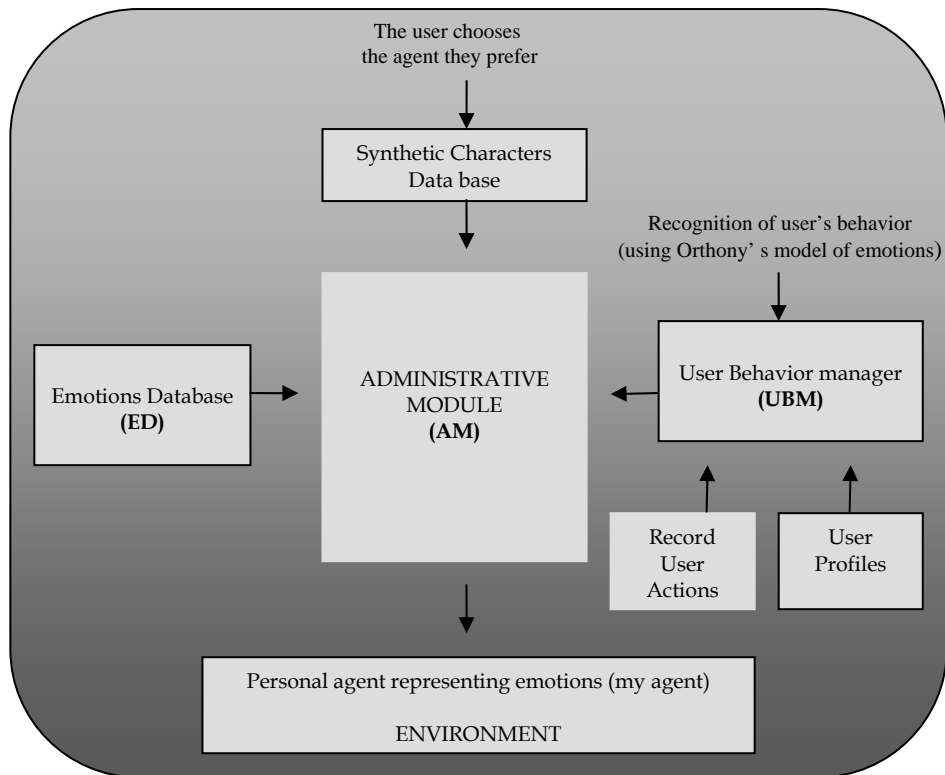 The user chooses
the agent they prefer
Synthetic Characters
Data base
Recognition of user's behavior
(using Orthony' s model of emotions)
Emotions Database
(ED)
ADMINISTRATIVE
MODULE
(AM)
User Behavior manager
(UBM)
Record
User
Actions
User
Profiles
Personal agent representing emotions (my agent)
ENVIRONMENT